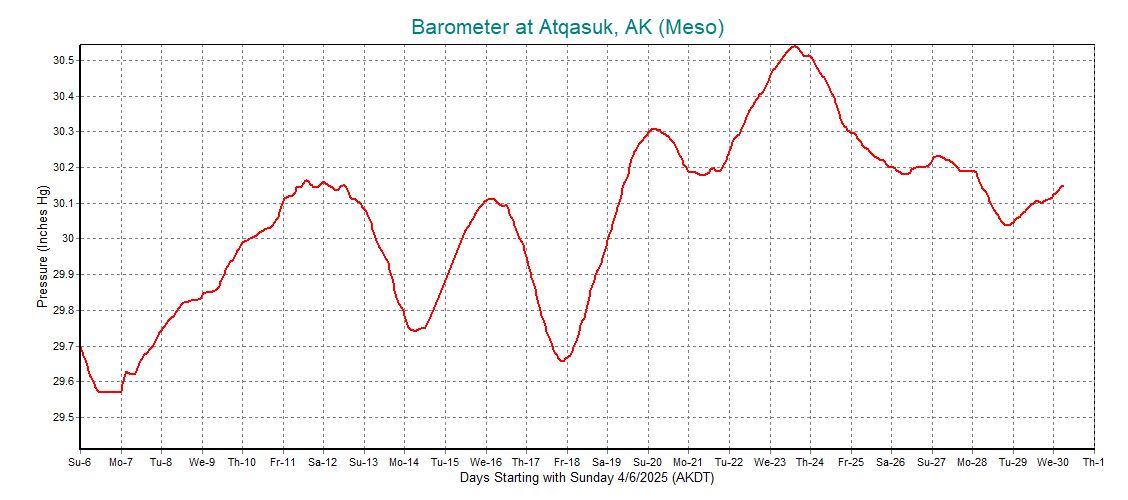 Barometer at Atqasuk, AK (Meso)
Pressure (Inches Hg)
30.5
30.4
30.3
30.2
30.1
30
29.9
29.8
29.7
29.6
29.5
Su-6 Mo-7 Tu-8 We-9 Th-10 Fr-11 Sa-12 Su-13 Mo-14 Tu-15 We-16 Th-17 Fr-18 Sa-19 Su-20 Mo-21 Tu-22 We-23 Th-24 Fr-25 Sa-26 Su-27 Mo-28 Tu-29 We-30 Th-1
Days Starting with Sunday 4/6/2025 (AKDT)